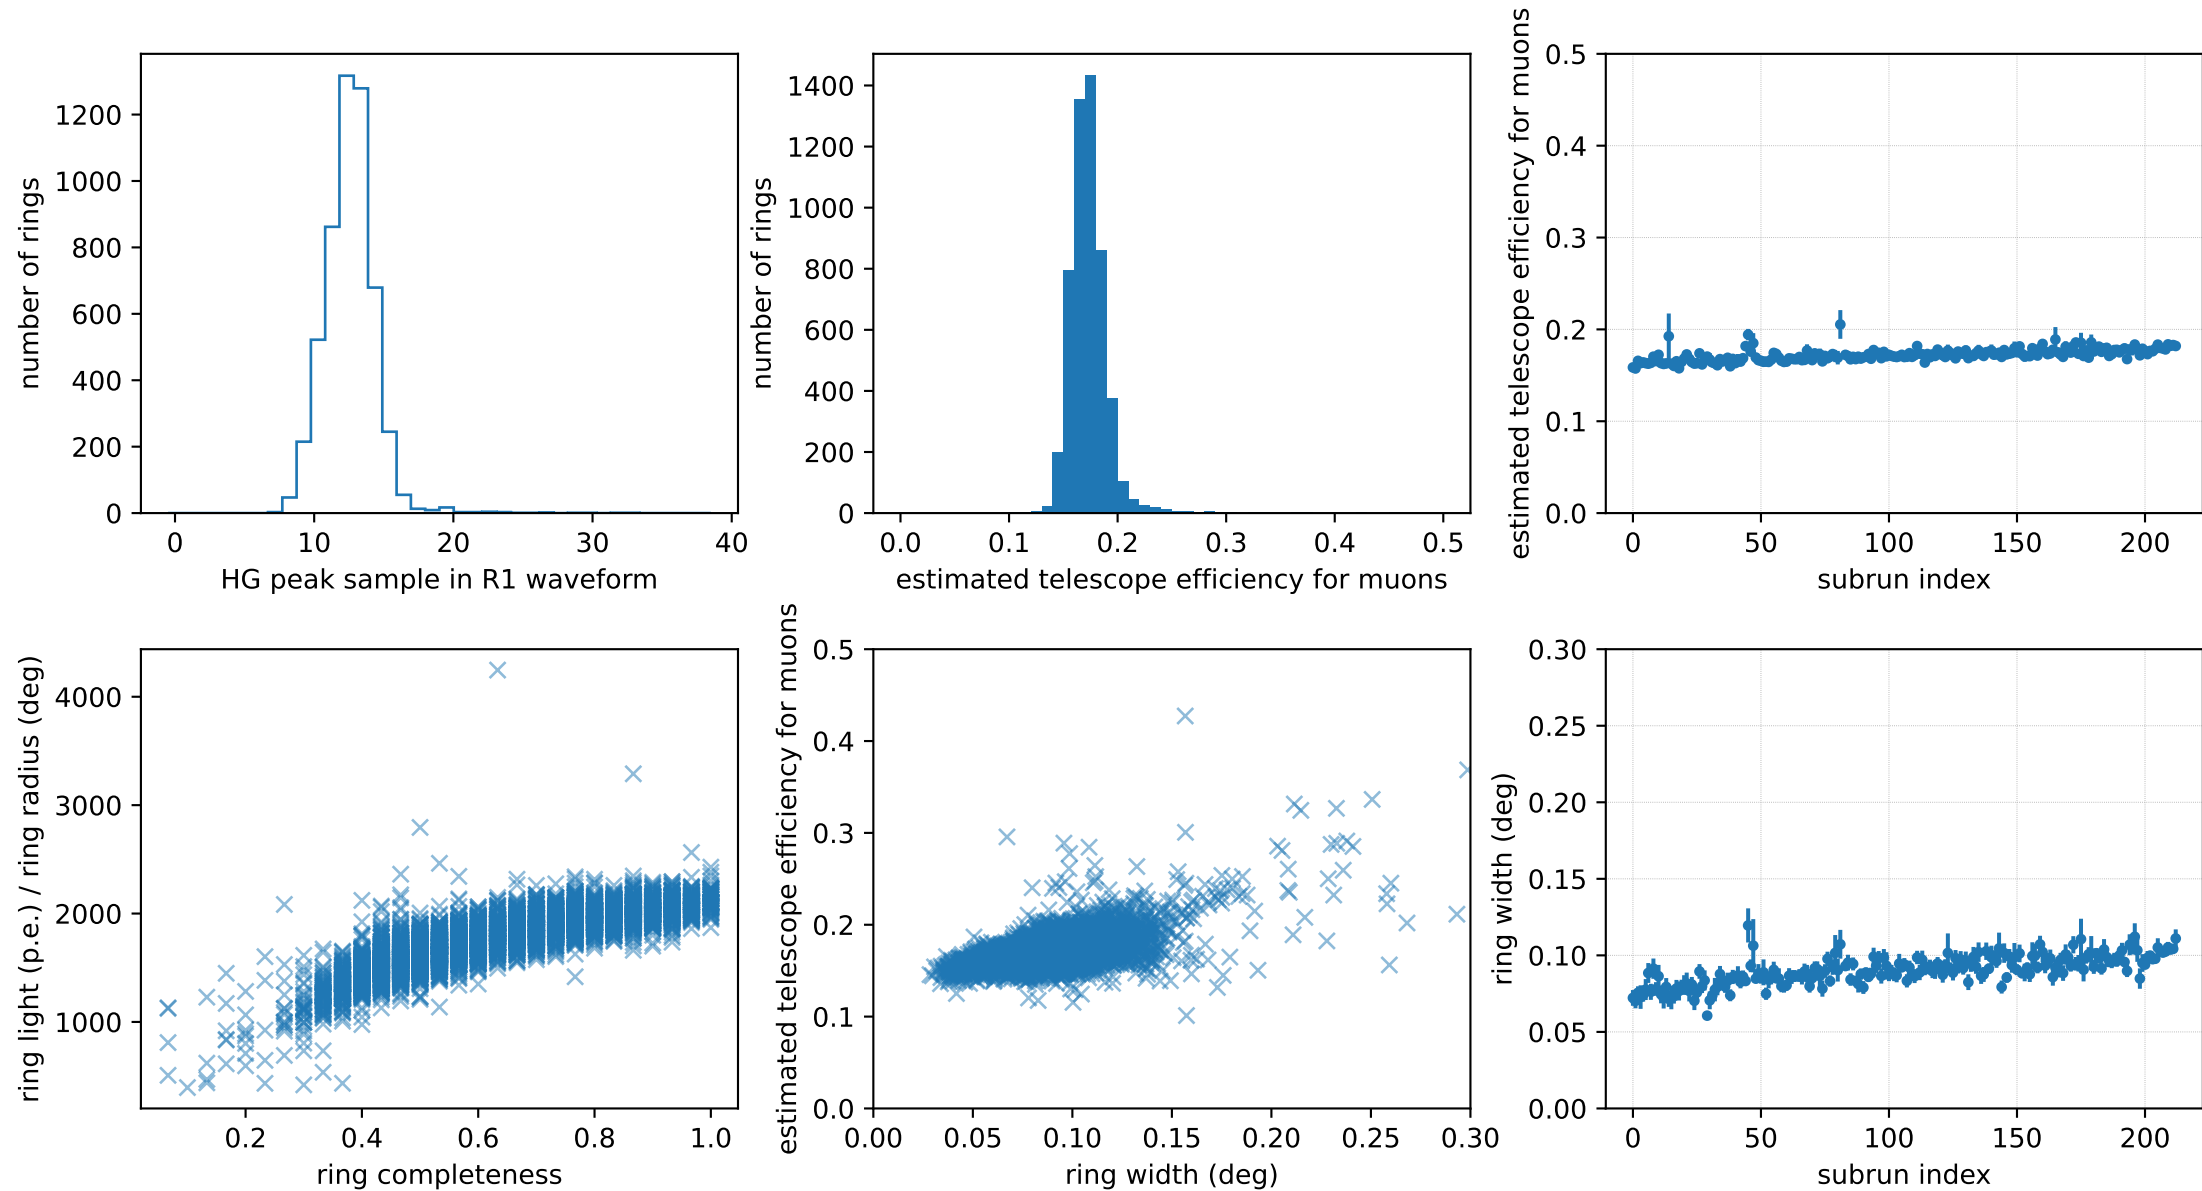 number of rings
1200
1000
800
600
400
200
0
0 10 20 30 40
HG peak sample in R1 waveform
number of rings
1400
1200
1000
800
600
400
200
0
0.0 0.1 0.2 0.3 0.4 0.5
estimated telescope efficiency for muons
estimated telescope efficiency for muons
0.5
0.4
0.3
0.2
0.1
0.0
0 50 100 150 200
subrun index
ring light (p.e.) / ring radius (deg)
4000
3000
2000
1000
0.2 0.4 0.6 0.8 1.0
ring completeness
estimated telescope efficiency for muons
0.5
0.4
0.3
0.2
0.1
0.0
0.00 0.05 0.10 0.15 0.20 0.25 0.30
ring width (deg)
ring width (deg)
0.30
0.25
0.20
0.15
0.10
0.05
0.00
0 50 100 150 200
subrun index